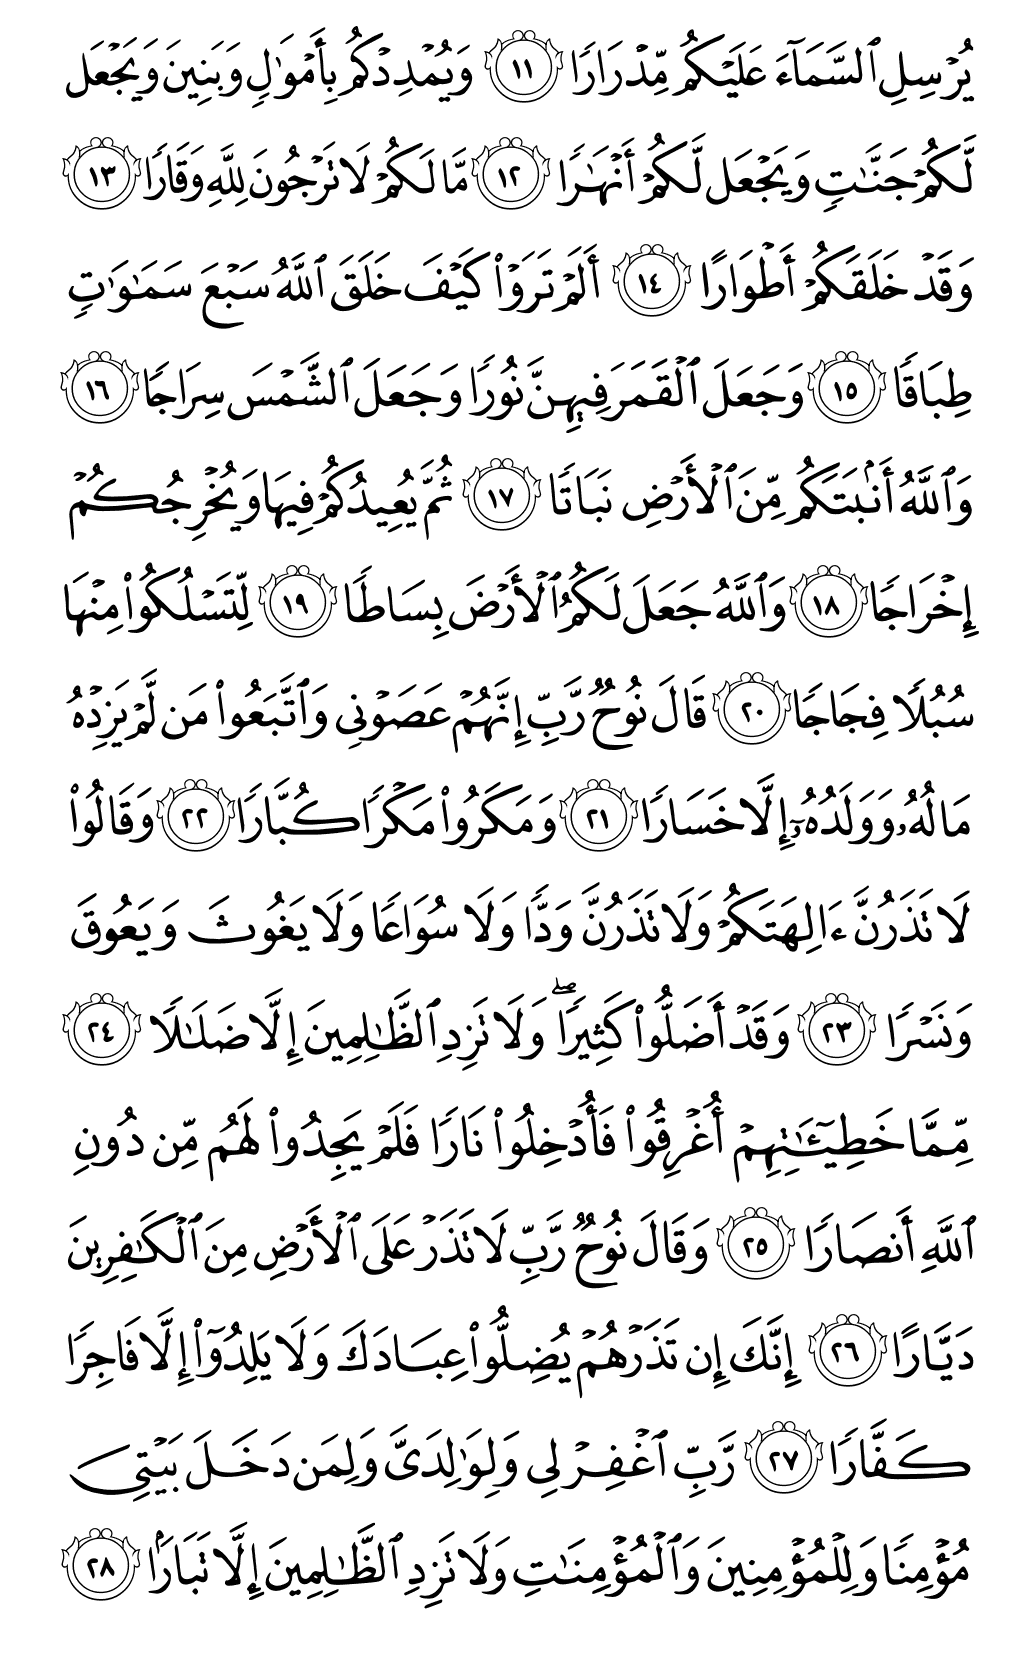 يُرْسِلِ ٱلسَّمَآءَ عَلَيْكُم مِّدْرَارًا ١١ وَيُمْدِدْكُم بِأَمْوَٰلٍ وَبَنِينَ وَيَجْعَل
لَّكُمْ جَنَّـٰتٍ وَيَجْعَل لَّكُمْ أَنْهَـٰرًا ١٢ مَّا لَكُمْ لَا تَرْجُونَ لِلَّهِ وَقَارًا ١٣
وَقَدْ خَلَقَكُمْ أَطْوَارًا ١٤ أَلَمْ تَرَوْا۟ كَيْفَ خَلَقَ ٱللَّهُ سَبْعَ سَمَـٰوَٰتٍ
طِبَاقًا ١٥ وَجَعَلَ ٱلْقَمَرَ فِيهِنَّ نُورًا وَجَعَلَ ٱلشَّمْسَ سِرَاجًا ١٦
وَٱللَّهُ أَنۢبَتَكُم مِّنَ ٱلْأَرْضِ نَبَاتًا ١٧ ثُمَّ يُعِيدُكُمْ فِيهَا وَيُخْرِجُكُمْ
إِخْرَاجًا ١٨ وَٱللَّهُ جَعَلَ لَكُمُ ٱلْأَرْضَ بِسَاطًا ١٩ لِّتَسْلُكُوا۟ مِنْهَا
سُبُلًا فِجَاجًا ٢٠ قَالَ نُوحٌ رَّبِّ إِنَّهُمْ عَصَوْنِى وَٱتَّبَعُوا۟ مَن لَّمْ يَزِدْهُ
مَالُهُۥ وَوَلَدُهُۥٓ إِلَّا خَسَارًا ٢١ وَمَكَرُوا۟ مَكْرًا كُبَّارًا ٢٢ وَقَالُوا۟
لَا تَذَرُنَّ ءَالِهَتَكُمْ وَلَا تَذَرُنَّ وَدًّا وَلَا سُوَاعًا وَلَا يَغُوثَ وَيَعُوقَ
وَنَسْرًا ٢٣ وَقَدْ أَضَلُّوا۟ كَثِيرًا ۖ وَلَا تَزِدِ ٱلظَّـٰلِمِينَ إِلَّا ضَلَـٰلًا ٢٤
مِّمَّا خَطِيٓـَٔـٰتِهِمْ أُغْرِقُوا۟ فَأُدْخِلُوا۟ نَارًا فَلَمْ يَجِدُوا۟ لَهُم مِّن دُونِ
ٱللَّهِ أَنصَارًا ٢٥ وَقَالَ نُوحٌ رَّبِّ لَا تَذَرْ عَلَى ٱلْأَرْضِ مِنَ ٱلْكَـٰفِرِينَ
دَيَّارًا ٢٦ إِنَّكَ إِن تَذَرْهُمْ يُضِلُّوا۟ عِبَادَكَ وَلَا يَلِدُوٓا۟ إِلَّا فَاجِرًا
كَفَّارًا ٢٧ رَّبِّ ٱغْفِرْ لِى وَلِوَٰلِدَىَّ وَلِمَن دَخَلَ بَيْتِىَ
مُؤْمِنًا وَلِلْمُؤْمِنِينَ وَٱلْمُؤْمِنَـٰتِ وَلَا تَزِدِ ٱلظَّـٰلِمِينَ إِلَّا تَبَارًۢا ٢٨